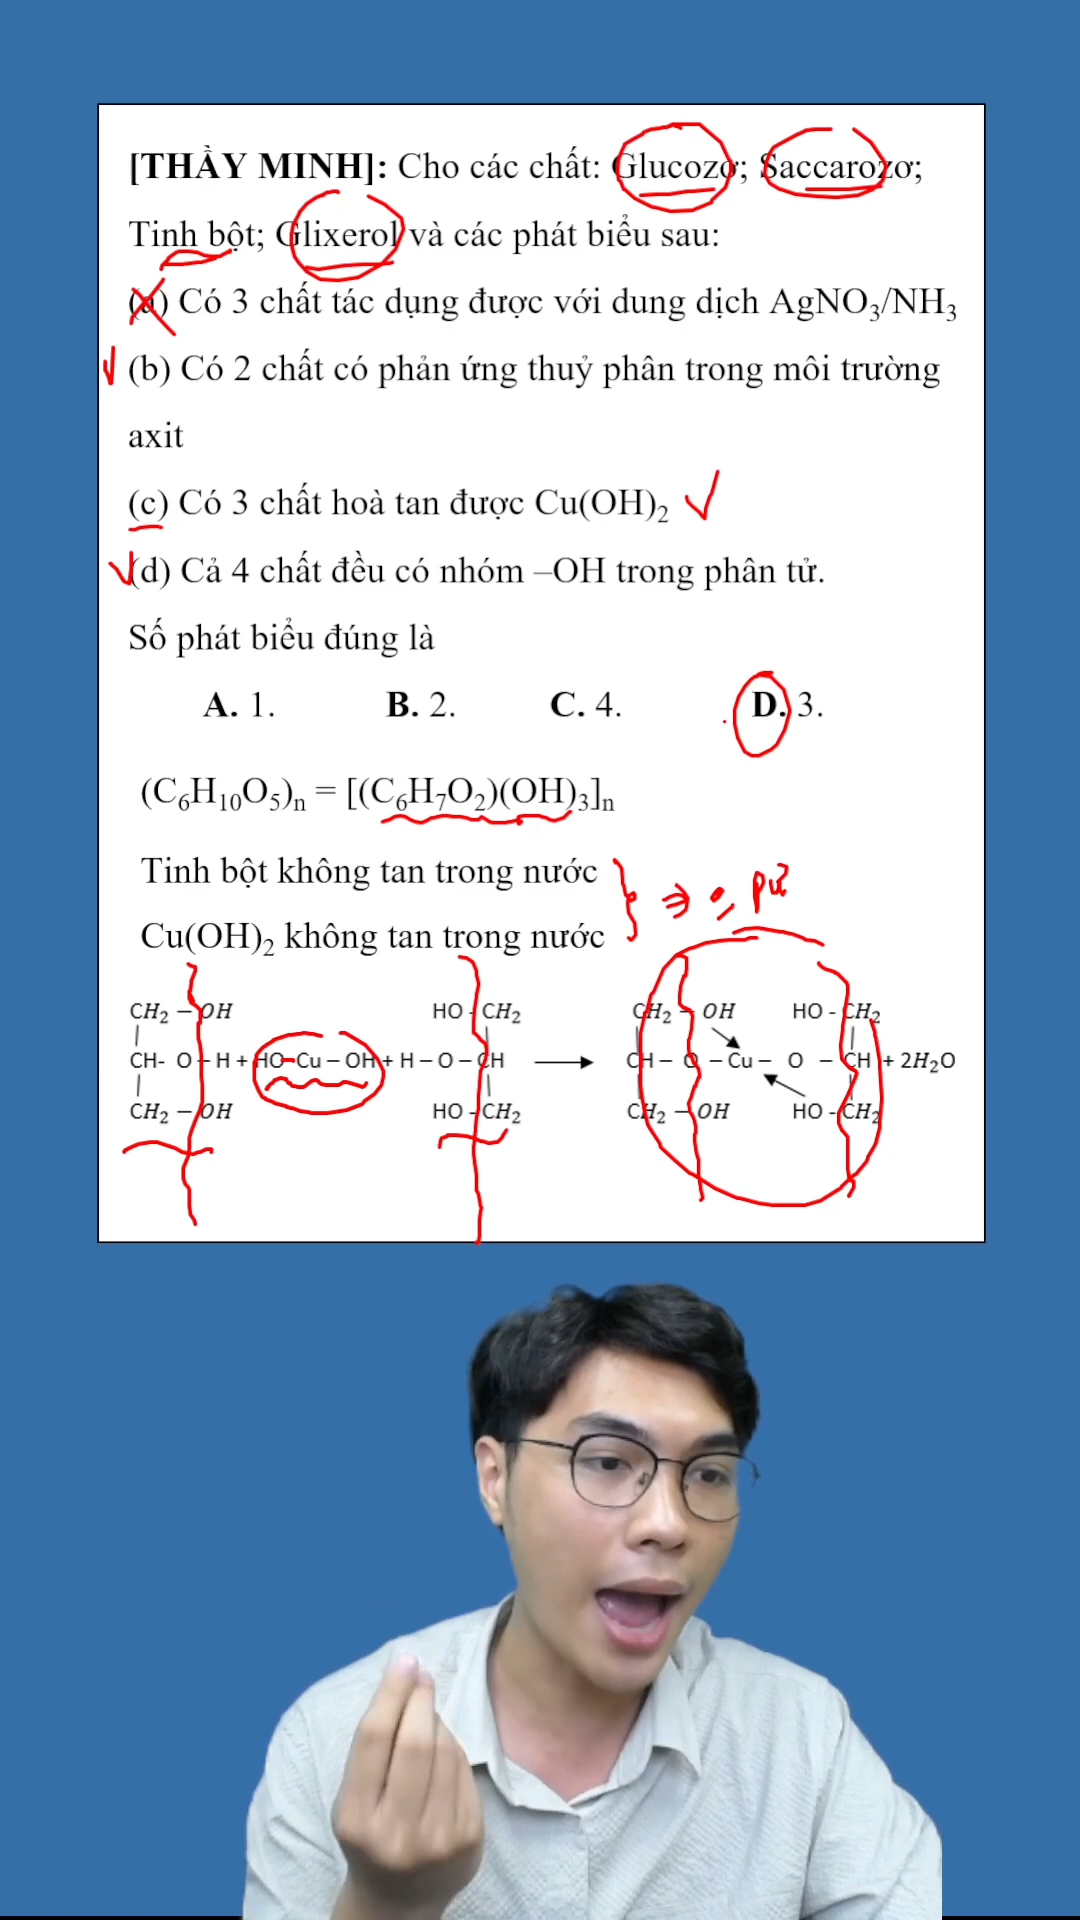 [THẦY MINH]: Cho các chất: Glucozơ; Saccarozơ;
Tinh bột; Glixerol và các phát biểu sau:
(a) Có 3 chất tác dụng được với dung dịch AgNO₃/NH₃
(b) Có 2 chất có phản ứng thuỷ phân trong môi trường
axit
(c) Có 3 chất hoà tan được Cu(OH)₂
(d) Cả 4 chất đều có nhóm –OH trong phân tử.
Số phát biểu đúng là
A. 1. B. 2. C. 4. D. 3.
(C₆H₁₀O₅)ₙ = [(C₆H₇O₂)(OH)₃]ₙ
Tinh bột không tan trong nước
Cu(OH)₂ không tan trong nước
CH₂ – OH HO - CH₂ CH₂ – OH HO - CH₂
CH- O – H + HO – Cu – OH + H – O – CH CH – O – Cu – O – CH + 2H₂O
CH₂ – OH HO - CH₂ CH₂ – OH HO - CH₂